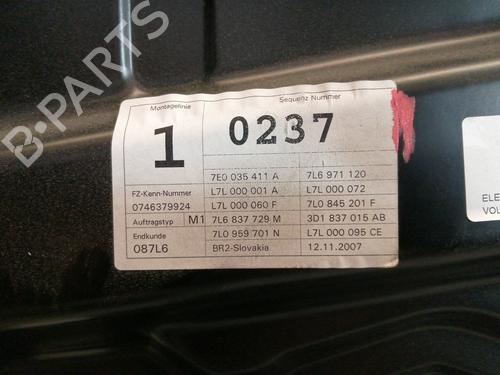 B-PARTS
Montagelinie Sequenz Nummer
1 0237
7E0 035 411 A 7L6 971 120
FZ-Kenn-Nummer L7L 000 001 A L7L 000 072
0746379924 L7L 000 060 F 7L0 845 201 F
Auftragstyp M1 7L6 837 729 M 3D1 837 015 AB
Endkunde 7L0 959 701 N L7L 000 095 CE
087L6 BR2-Slovakia 12.11.2007
ELE
VOL